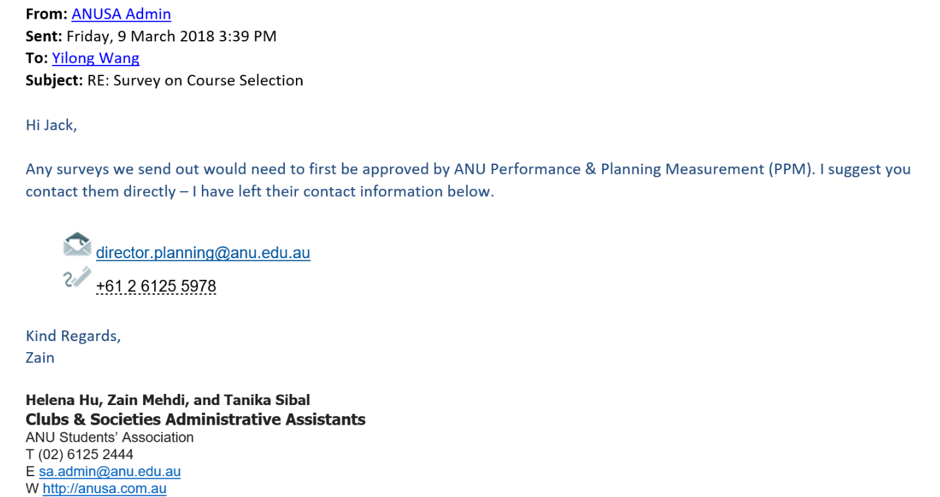 From: ANUSA Admin
Sent: Friday, 9 March 2018 3:39 PM
To: Yilong Wang
Subject: RE: Survey on Course Selection
Hi Jack,
Any surveys we send out would need to first be approved by ANU Performance & Planning Measurement (PPM). I suggest you
contact them directly – I have left their contact information below.
director.planning@anu.edu.au
+61 2 6125 5978
Kind Regards,
Zain
Helena Hu, Zain Mehdi, and Tanika Sibal
Clubs & Societies Administrative Assistants
ANU Students' Association
T (02) 6125 2444
E sa.admin@anu.edu.au
W http://anusa.com.au